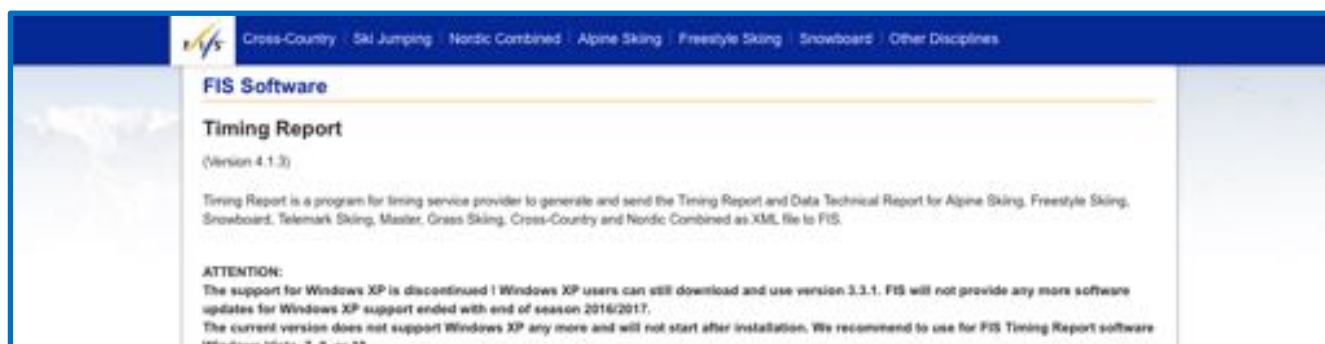 FIS Cross-Country Ski Jumping Nordic Combined Alpine Skiing Freestyle Skiing Snowboard Other Disciplines
FIS Software
Timing Report
(Version 4.1.3)
Timing Report is a program for timing service provider to generate and send the Timing Report and Data Technical Report for Alpine Skiing, Freestyle Skiing,
Snowboard, Telemark Skiing, Master, Grass Skiing, Cross-Country and Nordic Combined as XML file to FIS.
ATTENTION:
The support for Windows XP is discontinued ! Windows XP users can still download and use version 3.3.1. FIS will not provide any more software
updates for Windows XP support ended with end of season 2016/2017.
The current version does not support Windows XP any more and will not start after installation. We recommend to use for FIS Timing Report software